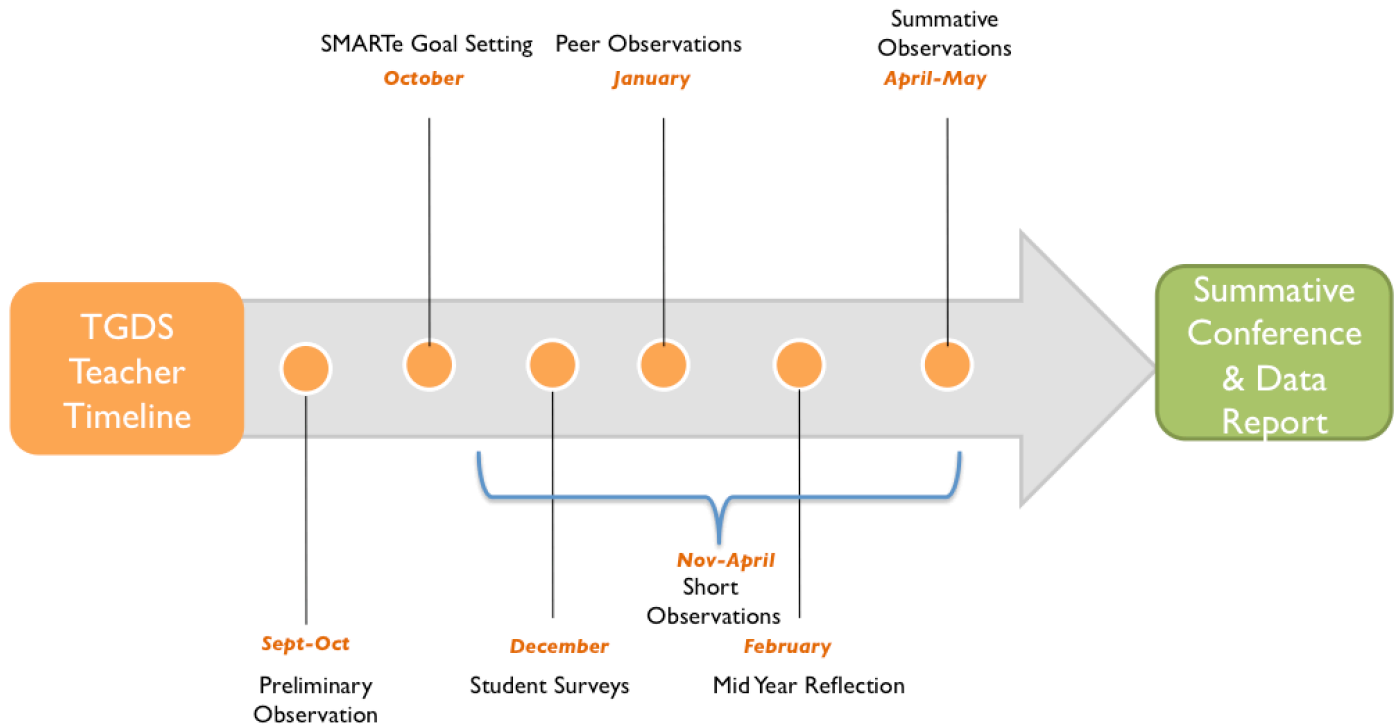 Summative
Observations
April-May
SMARTe Goal Setting
October
Peer Observations
January
TGDS
Teacher
Timeline
Summative
Conference
& Data
Report
Nov-April
Short
Observations
Sept-Oct
Preliminary
Observation
December
Student Surveys
February
Mid Year Reflection